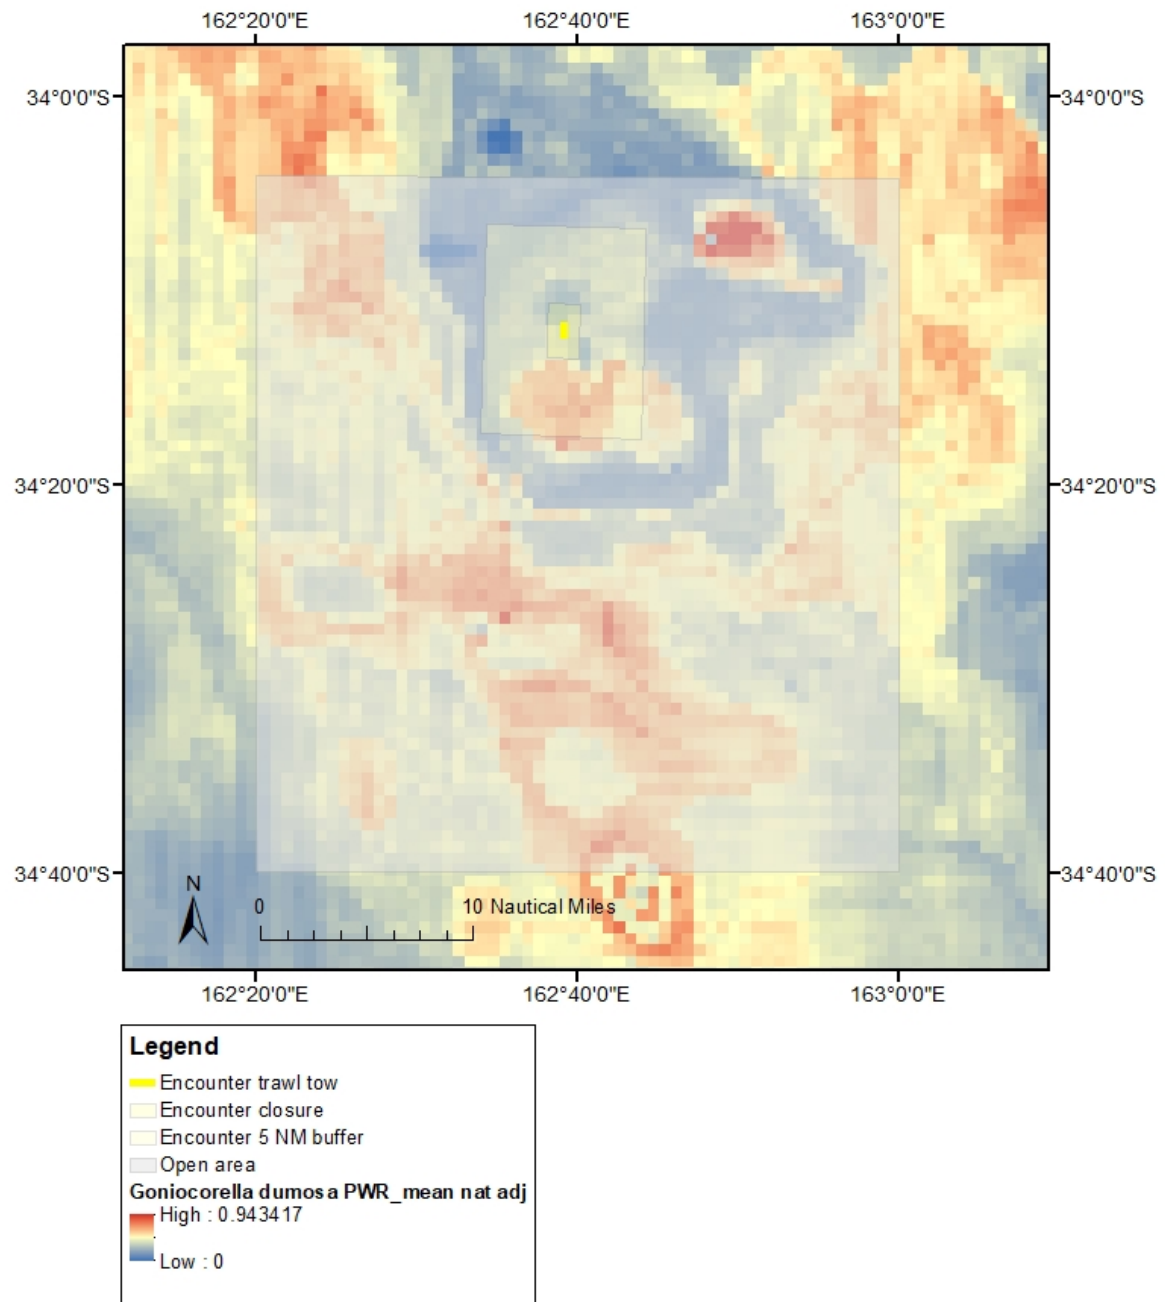 162°20'0"E 162°40'0"E 163°0'0"E
34°0'0"S 34°0'0"S
34°20'0"S 34°20'0"S
34°40'0"S 34°40'0"S
N
0 10 Nautical Miles
162°20'0"E 162°40'0"E 163°0'0"E
Legend
Encounter trawl tow
Encounter closure
Encounter 5 NM buffer
Open area
Goniocorella dumosa PWR_mean nat adj
High : 0.943417
Low : 0